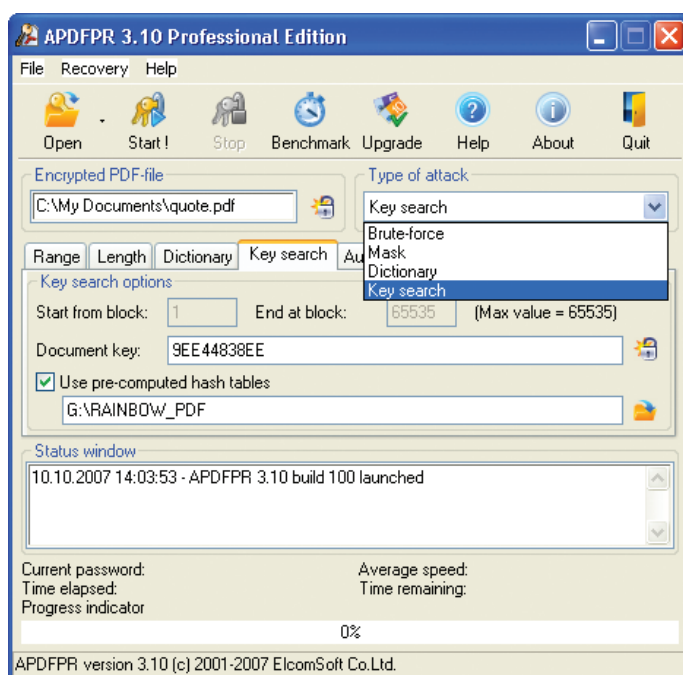 APDFPR 3.10 Professional Edition
File Recovery Help
Open Start! Stop Benchmark Upgrade Help About Quit
Encrypted PDF-file
C:\My Documents\quote.pdf
Type of attack
Key search
Brute-force
Mask
Dictionary
Key search
Range Length Dictionary Key search Au
Key search options
Start from block: 1 End at block: 65535 (Max value = 65535)
Document key: 9EE44838EE
Use pre-computed hash tables
G:\RAINBOW_PDF
Status window
10.10.2007 14:03:53 - APDFPR 3.10 build 100 launched
Current password: Average speed:
Time elapsed: Time remaining:
Progress indicator
0%
APDFPR version 3.10 (c) 2001-2007 ElcomSoft Co.Ltd.